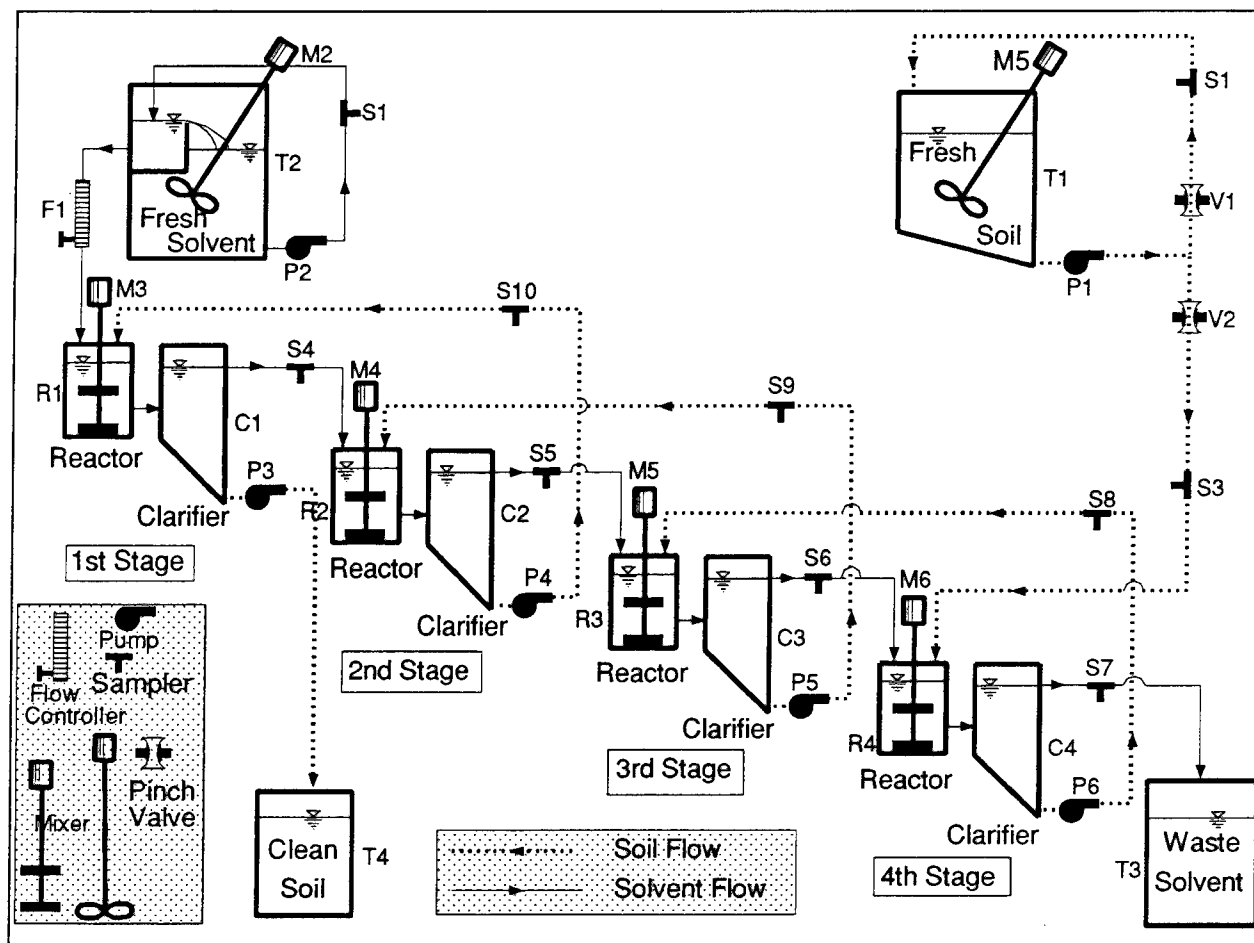 M2
S1
T2
F1
Fresh
Solvent
P2
M5
S1
Fresh
T1
Soil
V1
P1
V2
M3
S10
S4
M4
R1
C1
Reactor
P3
Clarifier
S9
S5
M5
R2
C2
Reactor
P4
Clarifier
S3
S8
1st Stage
S6
M6
R3
C3
Reactor
P5
Clarifier
2nd Stage
S7
R4
C4
Reactor
P6
Clarifier
3rd Stage
4th Stage
Pump
Sampler
Flow
Controller
Pinch
Valve
Mixer
Clean
Soil
T4
Soil Flow
Solvent Flow
Waste
Solvent
T3